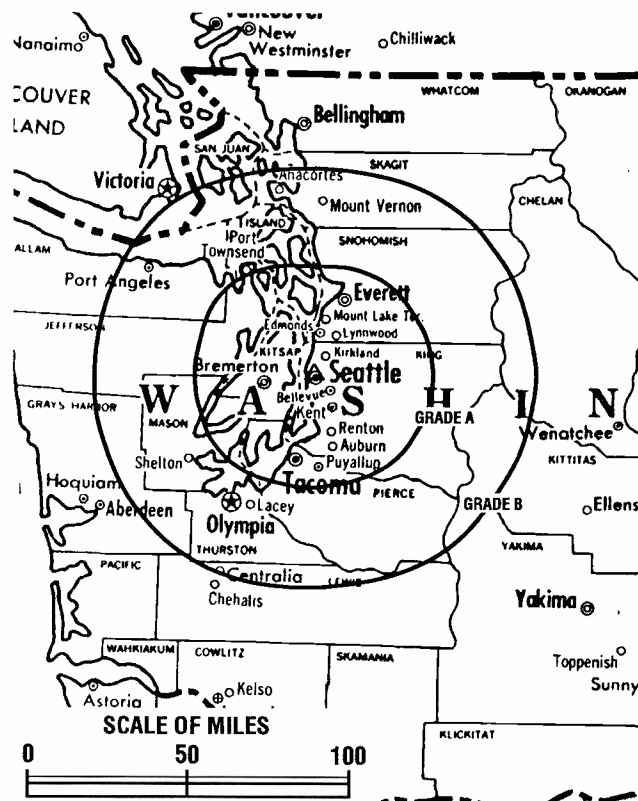 Vancouver
Nanaimo
New
Westminster
Chilliwack
COUVER
LAND
WHATCOM
OKANOGAN
Bellingham
SAN JUAN
SKAGIT
Victoria
Anacortes
Mount Vernon
CHELAN
ISLAND
Port
Townsend
SNOHOMISH
ALLAM
Port Angeles
Everett
Mount Lake Ter.
JEFFERSON
Edmonds
Lynnwood
KITSAP
Kirkland
KING
Bremerton
Seattle
Bellevue
W A S H I N
GRAYS HARBOR
MASON
Kent
GRADE A
Renton
Wenatchee
Auburn
KITTITAS
Shelton
Puyallup
Hoquiam
Tacoma
PIERCE
Aberdeen
Lacey
GRADE B
Ellens
Olympia
THURSTON
YAKIMA
PACIFIC
Centralia
LEWIS
Chehalis
Yakima
WAHKIAKUM
COWLITZ
SKAMANIA
Toppenish
Sunny
Astoria
Kelso
SCALE OF MILES
KLICKITAT
0 50 100